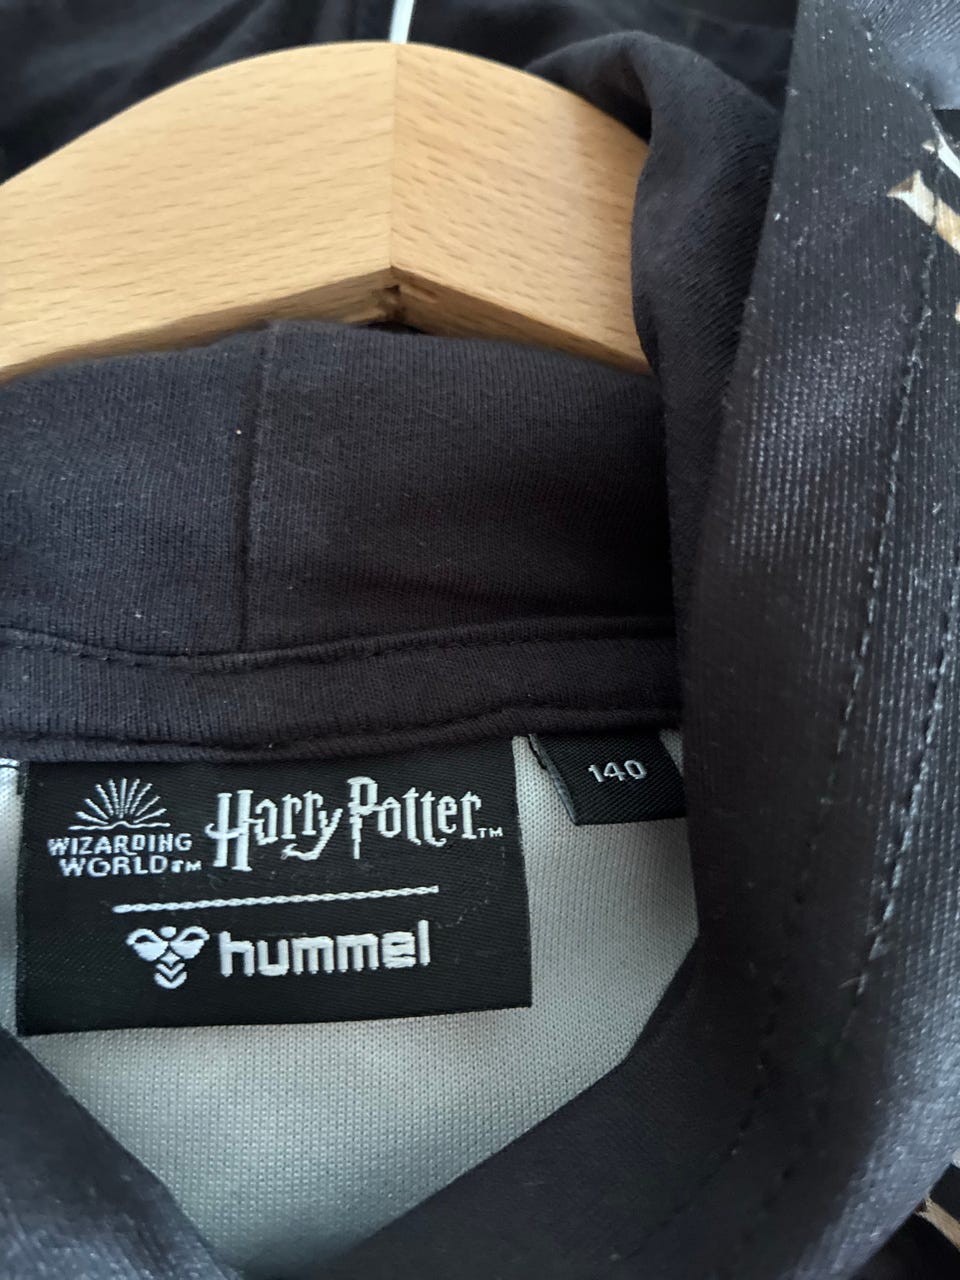 WIZARDING
WORLD™
Harry Potter™
hummel
140